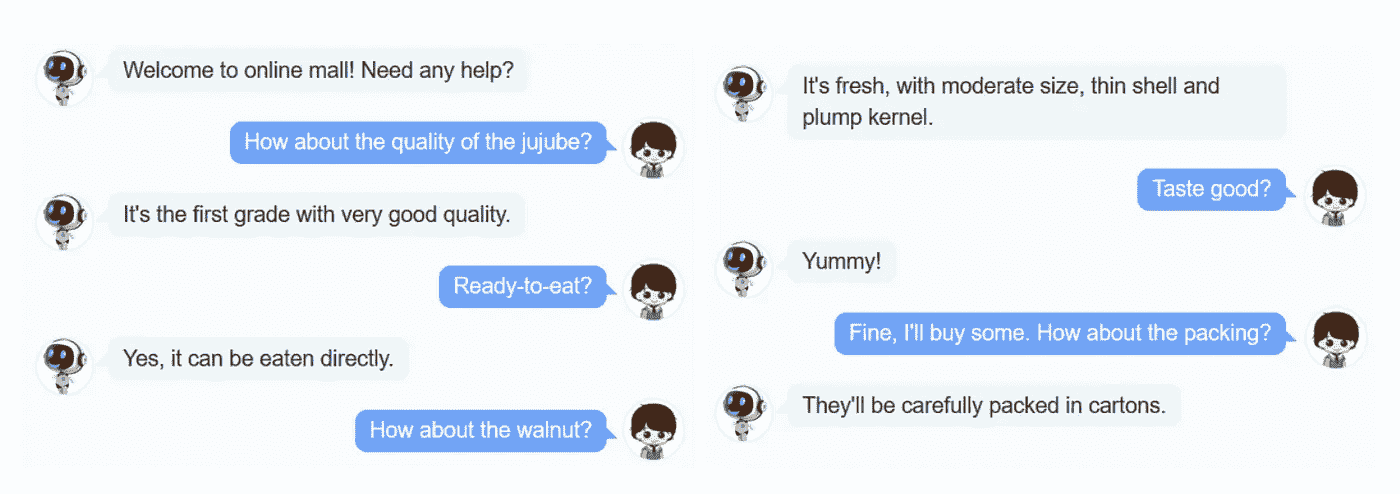 Welcome to online mall! Need any help?
How about the quality of the jujube?
It's the first grade with very good quality.
Ready-to-eat?
Yes, it can be eaten directly.
How about the walnut?
It's fresh, with moderate size, thin shell and
plump kernel.
Taste good?
Yummy!
Fine, I'll buy some. How about the packing?
They'll be carefully packed in cartons.